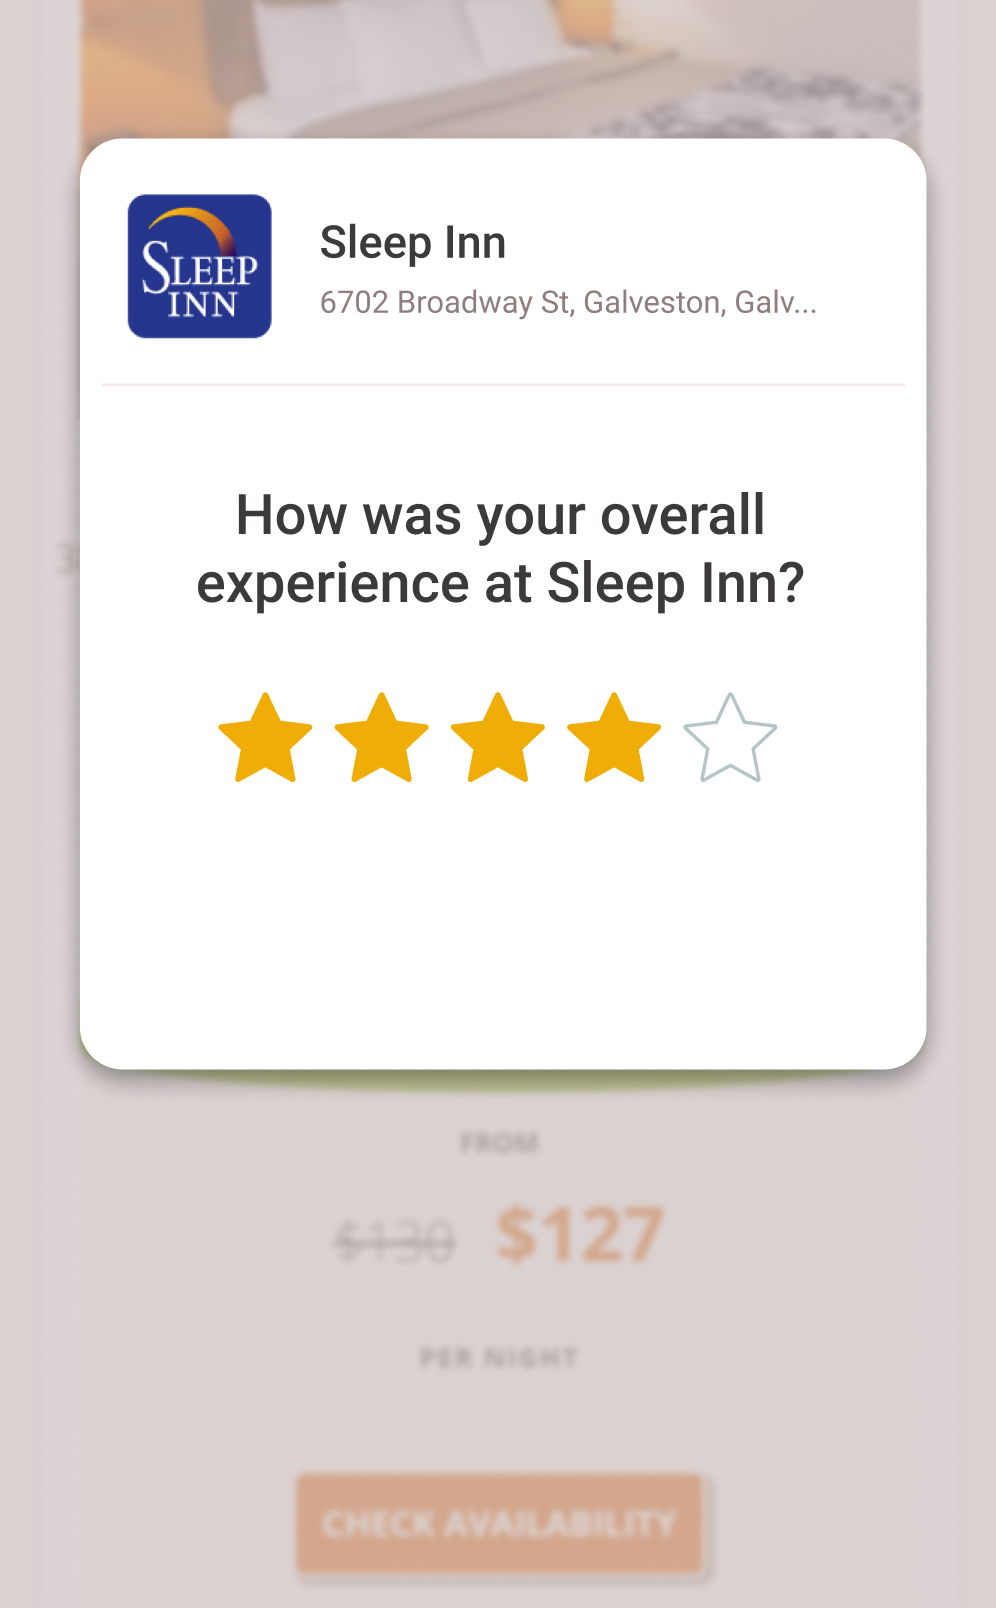 SLEEP
INN
Sleep Inn
6702 Broadway St, Galveston, Galv...
How was your overall
experience at Sleep Inn?
FROM
$130 $127
PER NIGHT
CHECK AVAILABILITY